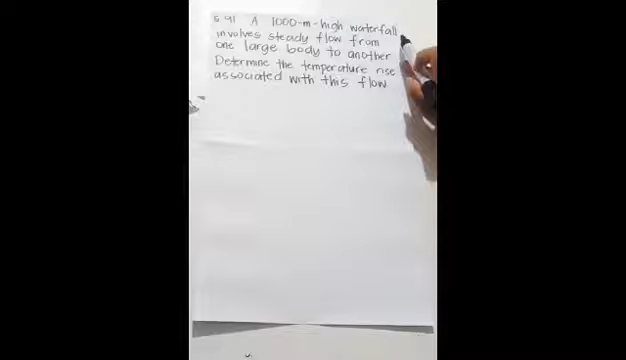 5.91 A 1000-m-high waterfall
involves steady flow from
one large body to another
Determine the temperature rise
associated with this flow